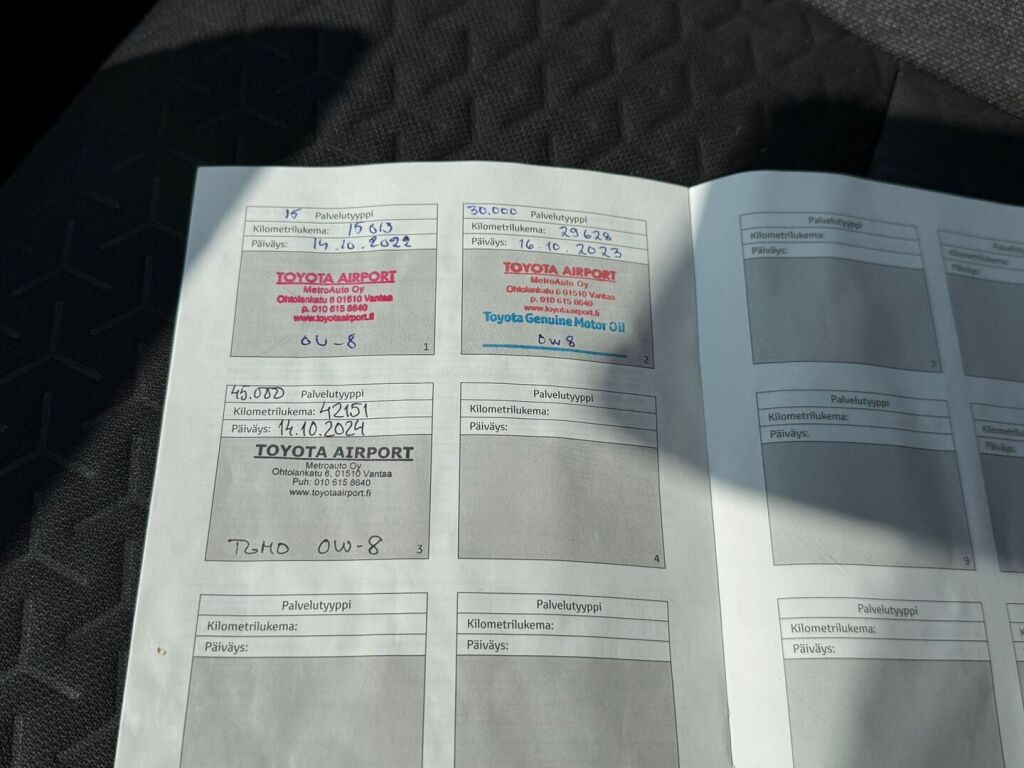 15 Palvelutyyppi
Kilometrilukema: 15013
Päiväys: 14.10.2022
TOYOTA AIRPORT
MetroAuto Oy
Ohtolankatu 6 01510 Vantaa
p. 010 615 8640
www.toyotaairport.fi
0W-8
1
30.000 Palvelutyyppi
Kilometrilukema: 29628
Päiväys: 16.10.2023
TOYOTA AIRPORT
MetroAuto Oy
Ohtolankatu 6 01510 Vantaa
p. 010 615 8640
www.toyotaairport.fi
Toyota Genuine Motor Oil
0W8
2
45.000 Palvelutyyppi
Kilometrilukema: 42151
Päiväys: 14.10.2024
TOYOTA AIRPORT
Metroauto Oy
Ohtolankatu 6, 01510 Vantaa
Puh: 010 615 8640
www.toyotaairport.fi
TGMO 0W-8
3
Palvelutyyppi
Kilometrilukema:
Päiväys:
4
Palvelutyyppi
Kilometrilukema:
Päiväys:
Palvelutyyppi
Kilometrilukema:
Päiväys:
Palvelutyyppi
Kilometrilukema:
Päiväys:
7
Kilometrilukema:
Päiväys:
Palvelutyyppi
Kilometrilukema:
Päiväys:
9
Palvelutyyppi
Kilometrilukema:
Päiväys: